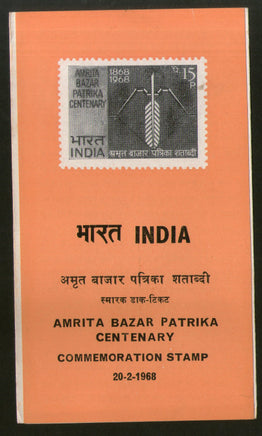 AMRITA
BAZAR
PATRIKA
CENTENARY
1868
1968
15
P
भारत
INDIA
अमृत बाजार पत्रिका शताब्दी
भारत INDIA
अमृत बाजार पत्रिका शताब्दी
स्मारक डाक-टिकट
AMRITA BAZAR PATRIKA
CENTENARY
COMMEMORATION STAMP
20-2-1968